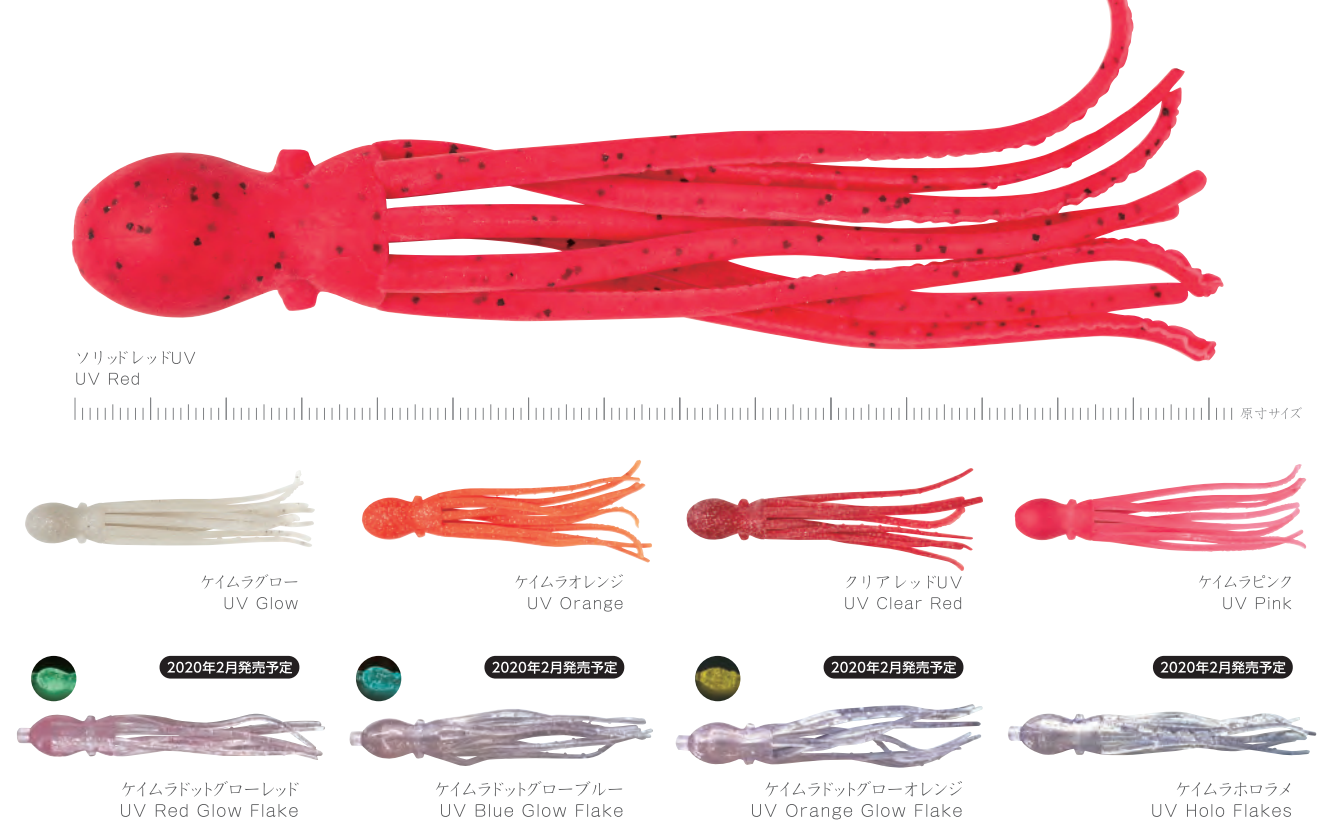 ソリッドレッドUV
UV Red
原寸サイズ
ケイムラグロー
UV Glow
ケイムラオレンジ
UV Orange
クリアレッドUV
UV Clear Red
ケイムラピンク
UV Pink
2020年2月発売予定
2020年2月発売予定
2020年2月発売予定
2020年2月発売予定
ケイムラドットグローレッド
UV Red Glow Flake
ケイムラドットグローブルー
UV Blue Glow Flake
ケイムラドットグローオレンジ
UV Orange Glow Flake
ケイムラホロラメ
UV Holo Flakes